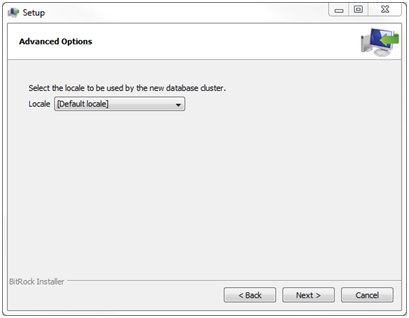 Setup
Advanced Options
Select the locale to be used by the new database cluster.
Locale [Default locale]
BitRock Installer
< Back Next > Cancel